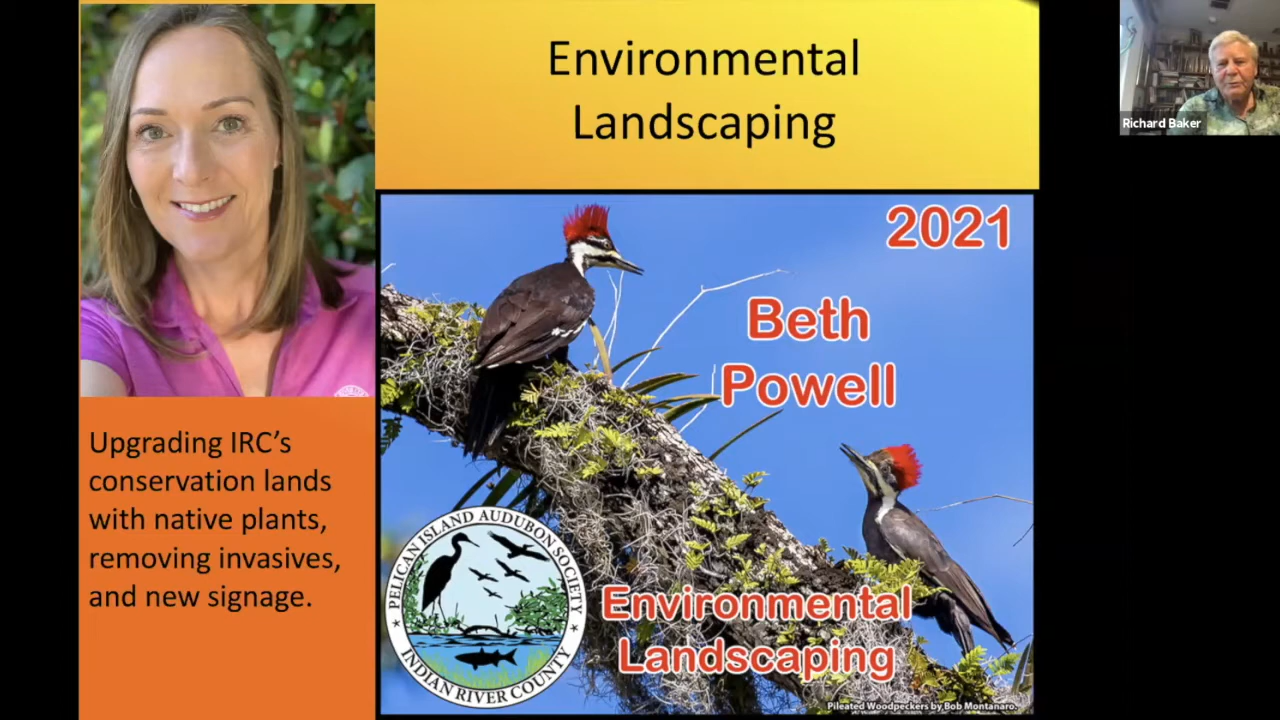 Environmental
Landscaping
Richard Baker
2021
Beth
Powell
Upgrading IRC's
conservation lands
with native plants,
removing invasives,
and new signage.
PELICAN ISLAND AUDUBON SOCIETY
INDIAN RIVER COUNTY
Environmental
Landscaping
Pileated Woodpeckers by Bob Montanaro.